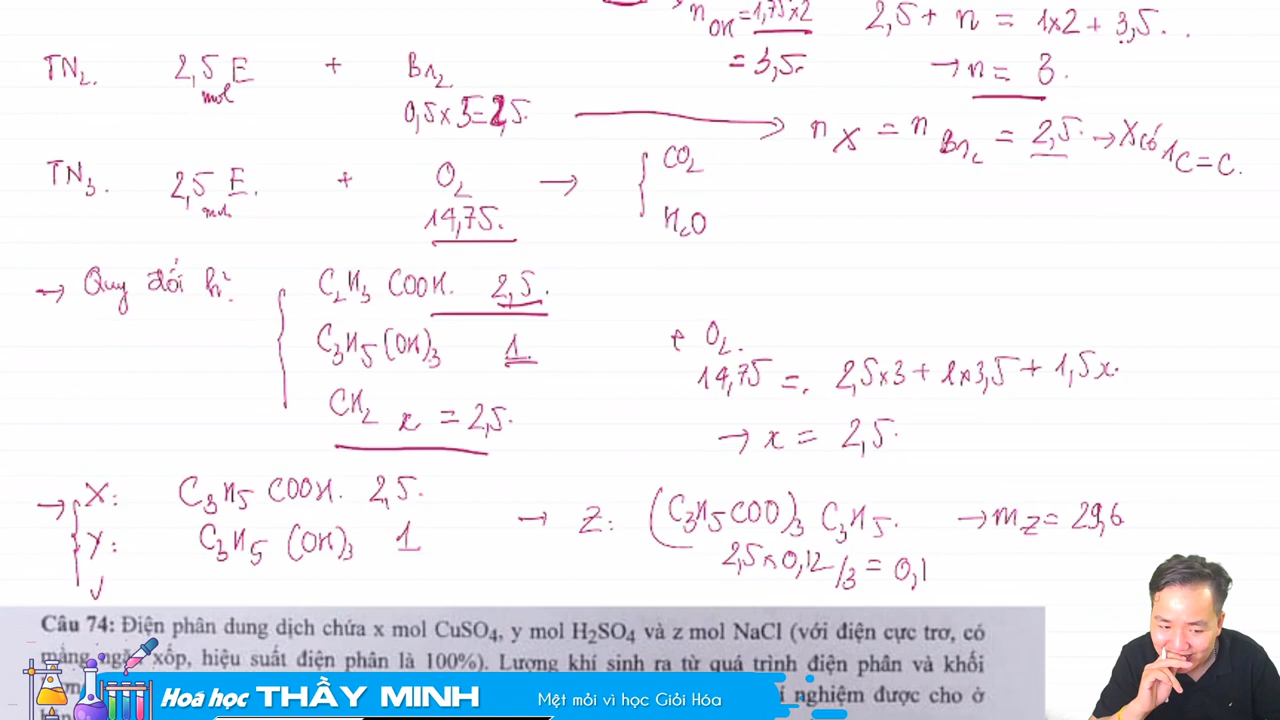 n OH = 1,75x2 2,5 + n = 1x2 + 3,5...
= 3,5. → n = 3.
TN2. 2,5 E + Br2
mol 0,5 x 5 = 2,5. → nX = nBr2 = 2,5. → X có 1 C=C.
TN3. 2,5 E. + O2 → { CO2
mol 14,75. H2O
→ Quy đổi hh: { C2H3 COOH. 2,5.
C3H5(OH)3 1.
CH2 x = 2,5.
e O2.
14,75 = 2,5x3 + 1x3,5 + 1,5x.
→ x = 2,5.
→ { X: C3H5 COOH. 2,5.
Y: C3H5 (OH)3 1
→ Z: (C3H5COO)3 C3H5. → mZ = 29,6
2,5x0,12/3 = 0,1
Câu 74: Điện phân dung dịch chứa x mol CuSO4, y mol H2SO4 và z mol NaCl (với điện cực trơ, có
màng ngăn xốp, hiệu suất điện phân là 100%). Lượng khí sinh ra từ quá trình điện phân và khối
nghiệm được cho ở
Hoá học THẦY MINH Mệt mỏi vì học Giỏi Hóa